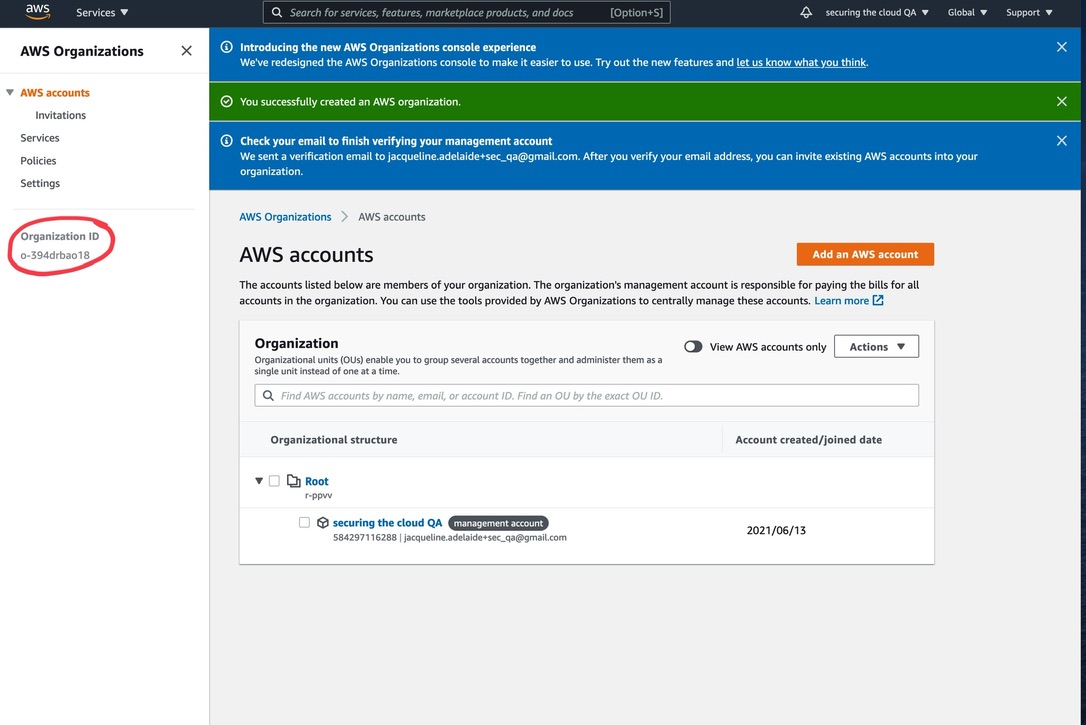 aws
Services ▼
Search for services, features, marketplace products, and docs [Option+S]
securing the cloud QA ▼
Global ▼
Support ▼
AWS Organizations
AWS accounts
Invitations
Services
Policies
Settings
Organization ID
o-394drbao18
Introducing the new AWS Organizations console experience
We've redesigned the AWS Organizations console to make it easier to use. Try out the new features and let us know what you think.
You successfully created an AWS organization.
Check your email to finish verifying your management account
We sent a verification email to jacqueline.adelaide+sec_qa@gmail.com. After you verify your email address, you can invite existing AWS accounts into your
organization.
AWS Organizations > AWS accounts
AWS accounts
Add an AWS account
The accounts listed below are members of your organization. The organization's management account is responsible for paying the bills for all
accounts in the organization. You can use the tools provided by AWS Organizations to centrally manage these accounts. Learn more
Organization
View AWS accounts only
Actions ▼
Organizational units (OUs) enable you to group several accounts together and administer them as a
single unit instead of one at a time.
Find AWS accounts by name, email, or account ID. Find an OU by the exact OU ID.
Organizational structure
Account created/joined date
Root
r-ppvv
securing the cloud QA management account
584297116288 | jacqueline.adelaide+sec_qa@gmail.com
2021/06/13